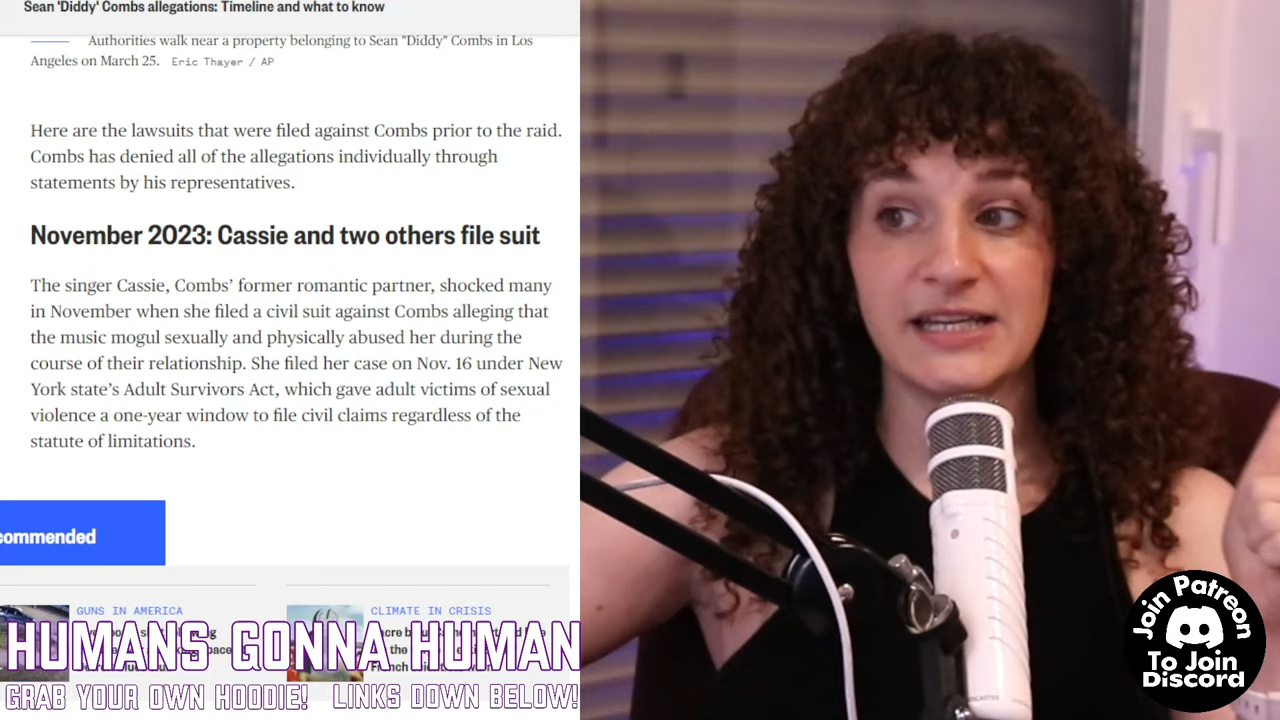 Sean 'Diddy' Combs allegations: Timeline and what to know
Authorities walk near a property belonging to Sean "Diddy" Combs in Los
Angeles on March 25. Eric Thayer / AP
Here are the lawsuits that were filed against Combs prior to the raid.
Combs has denied all of the allegations individually through
statements by his representatives.
November 2023: Cassie and two others file suit
The singer Cassie, Combs' former romantic partner, shocked many
in November when she filed a civil suit against Combs alleging that
the music mogul sexually and physically abused her during the
course of their relationship. She filed her case on Nov. 16 under New
York state's Adult Survivors Act, which gave adult victims of sexual
violence a one-year window to file civil claims regardless of the
statute of limitations.
commended
GUNS IN AMERICA
CLIMATE IN CRISIS
HUMANS GONNA HUMAN
GRAB YOUR OWN HOODIE! LINKS DOWN BELOW!
Join Patreon
To Join
Discord